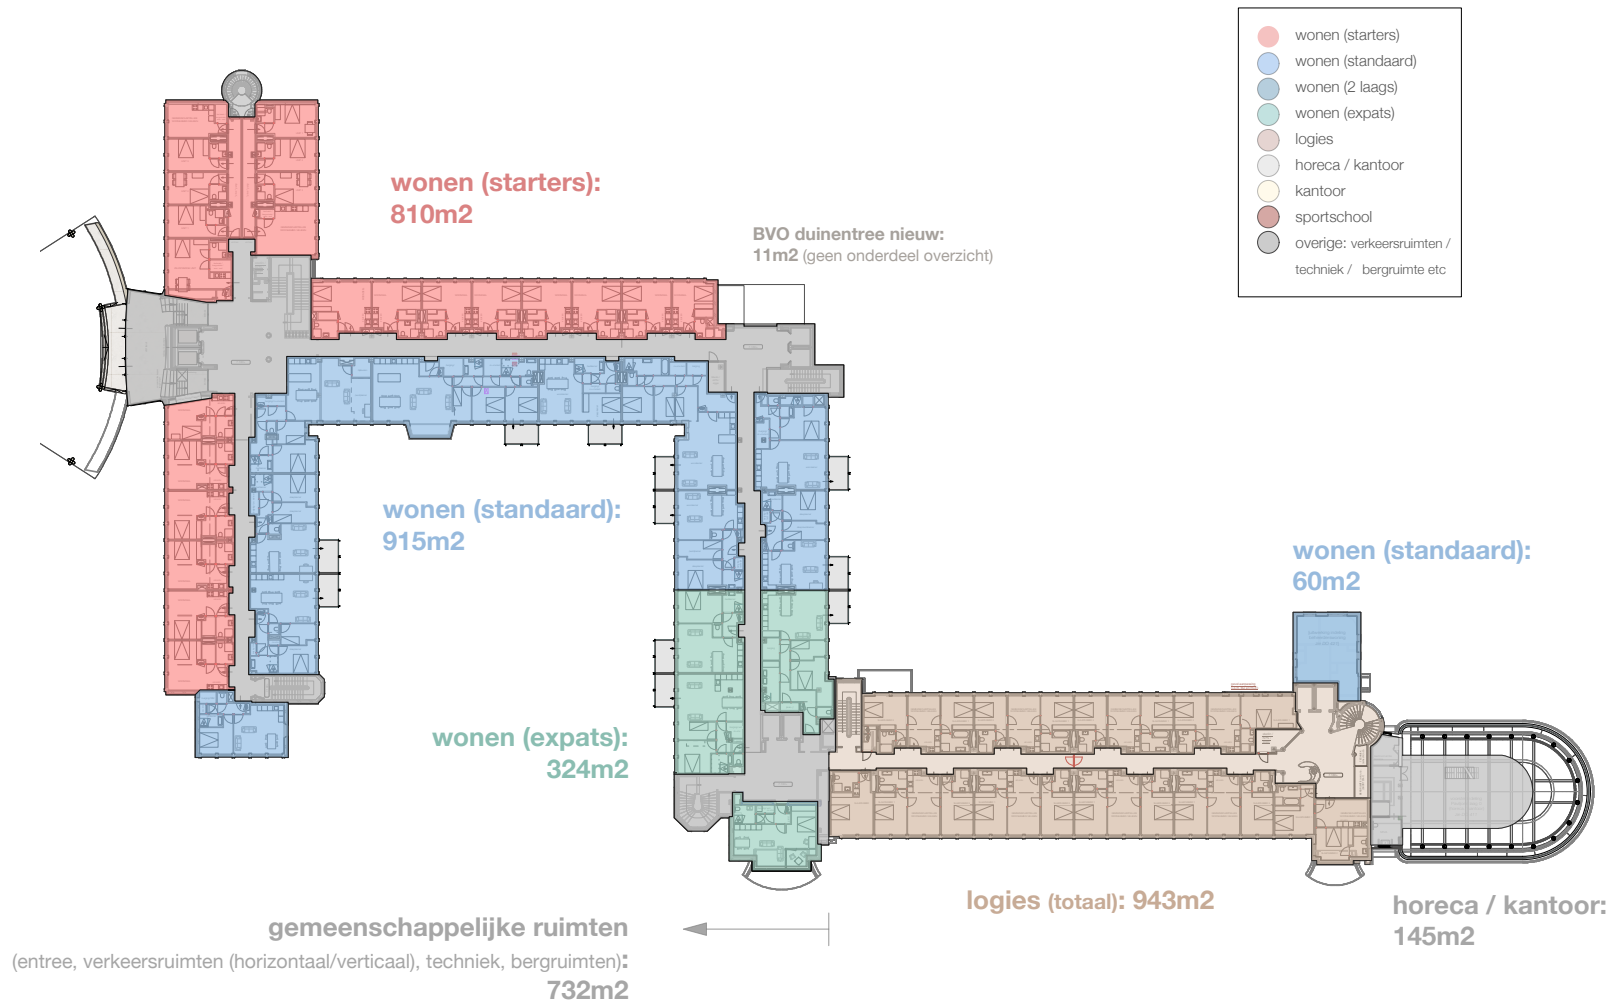 wonen (starters)
wonen (standaard)
wonen (2 laags)
wonen (expats)
logies
horeca / kantoor
kantoor
sportschool
overige: verkeersruimten /
techniek / bergruimte etc
wonen (starters):
810m2
BVO duinentree nieuw:
11m2 (geen onderdeel overzicht)
wonen (standaard):
915m2
wonen (standaard):
60m2
wonen (expats):
324m2
logies (totaal): 943m2
horeca / kantoor:
145m2
gemeenschappelijke ruimten
(entree, verkeersruimten (horizontaal/verticaal), techniek, bergruimten):
732m2